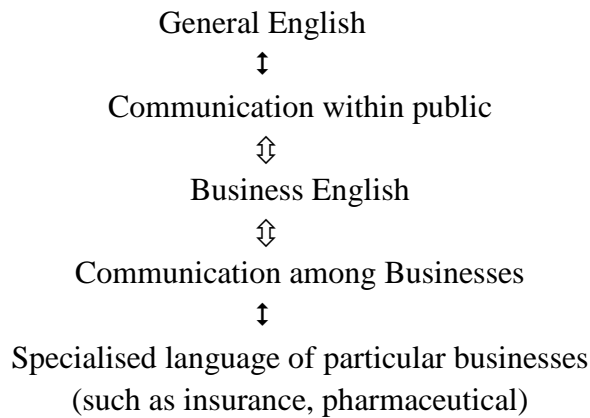 General English
↕
Communication within public
⇳
Business English
⇳
Communication among Businesses
↕
Specialised language of particular businesses
(such as insurance, pharmaceutical)